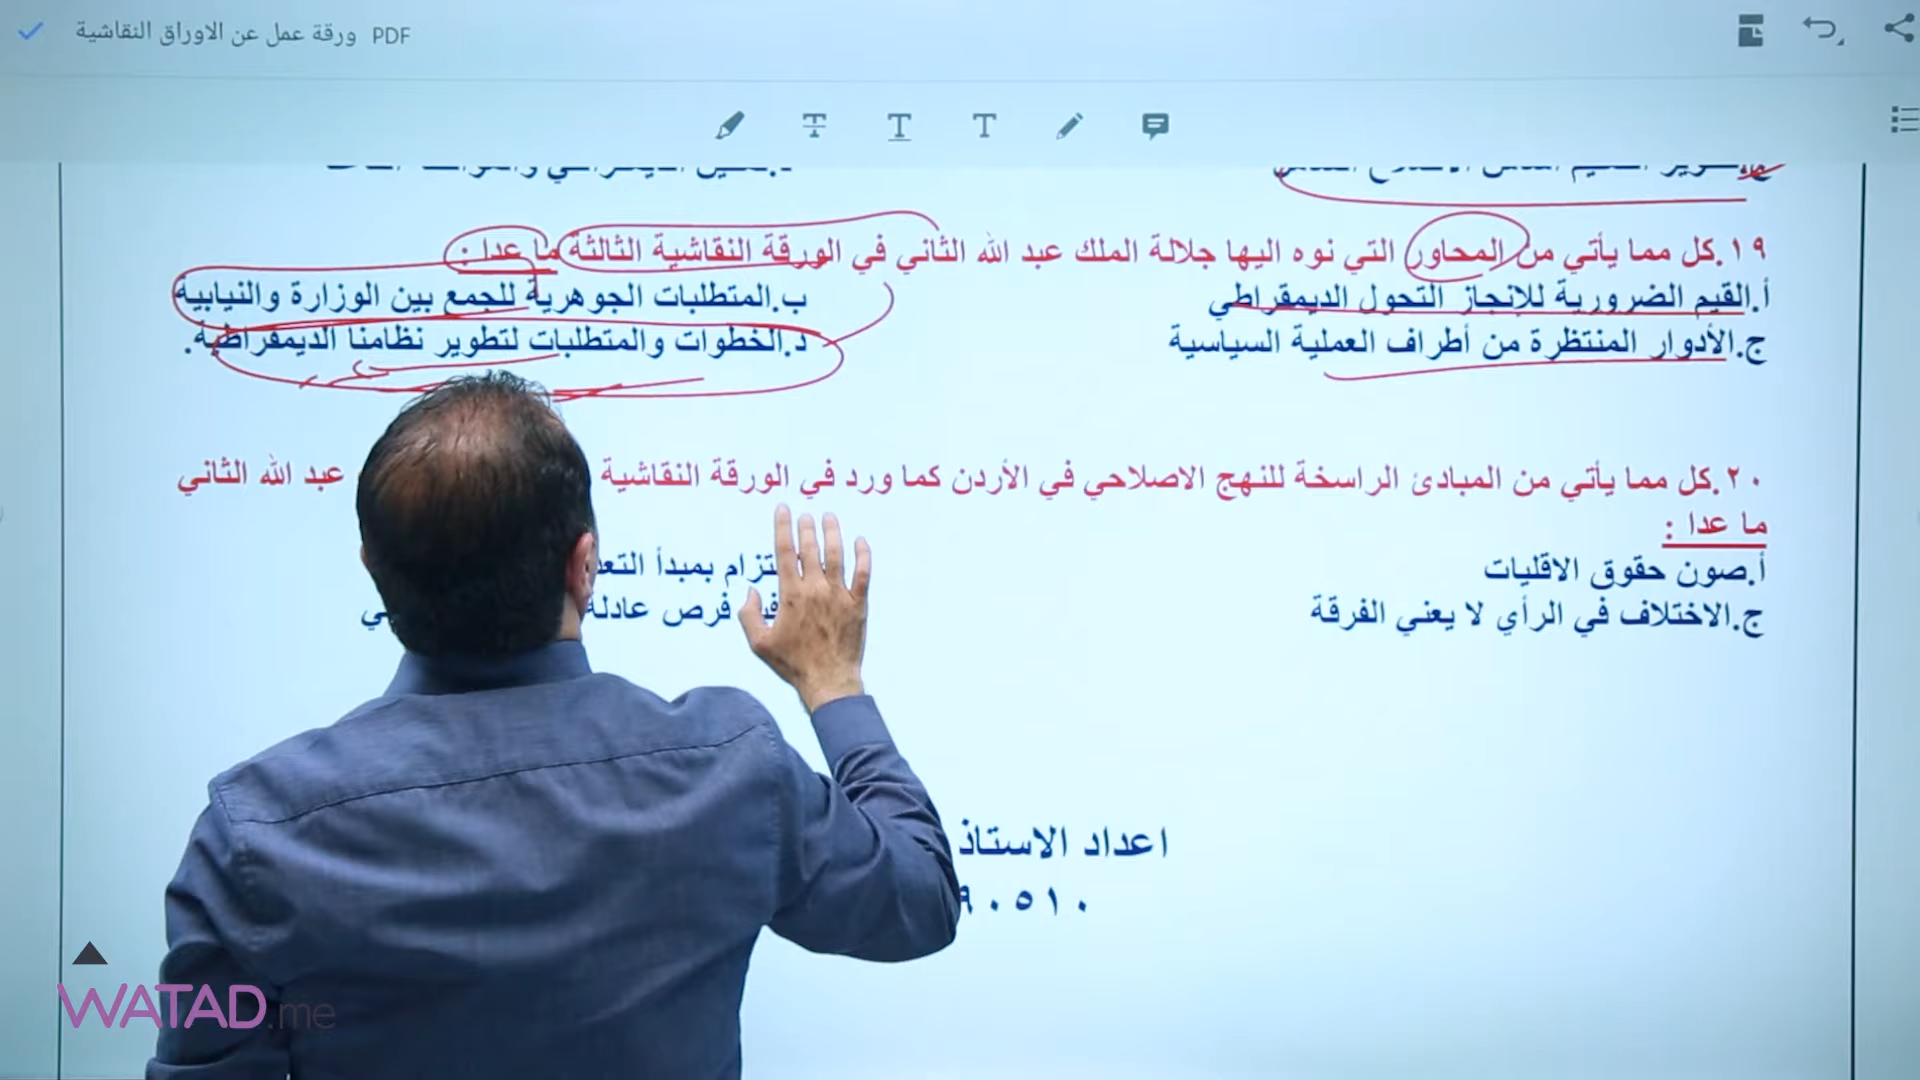 ورقة عمل عن الاوراق النقاشية PDF
١٩.كل مما يأتي من المحاور التي نوه اليها جلالة الملك عبد الله الثاني في الورقة النقاشية الثالثة ما عدا :
أ.القيم الضرورية للإنجاز التحول الديمقراطي
ب.المتطلبات الجوهرية للجمع بين الوزارة والنيابية
ج.الأدوار المنتظرة من أطراف العملية السياسية
د.الخطوات والمتطلبات لتطوير نظامنا الديمقراطية.
٢٠.كل مما يأتي من المبادئ الراسخة للنهج الاصلاحي في الأردن كما ورد في الورقة النقاشية عبد الله الثاني
ما عدا :
أ.صون حقوق الاقليات
بمبدأ
ج.الاختلاف في الرأي لا يعني الفرقة
فرص عادلة
اعداد الاستاذ
WATAD.me